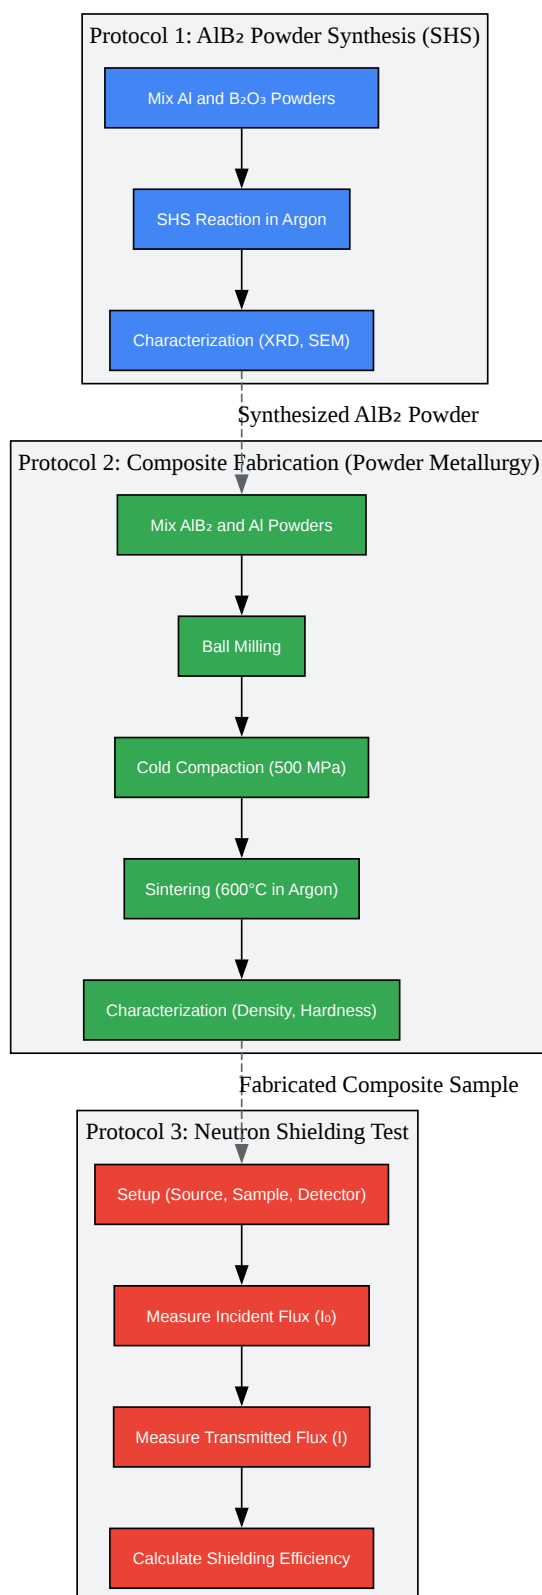 Protocol 1: AlB₂ Powder Synthesis (SHS)
Mix Al and B₂O₃ Powders
SHS Reaction in Argon
Characterization (XRD, SEM)
Synthesized AlB₂ Powder
Protocol 2: Composite Fabrication (Powder Metallurgy)
Mix AlB₂ and Al Powders
Ball Milling
Cold Compaction (500 MPa)
Sintering (600°C in Argon)
Characterization (Density, Hardness)
Fabricated Composite Sample
Protocol 3: Neutron Shielding Test
Setup (Source, Sample, Detector)
Measure Incident Flux (I₀)
Measure Transmitted Flux (I)
Calculate Shielding Efficiency